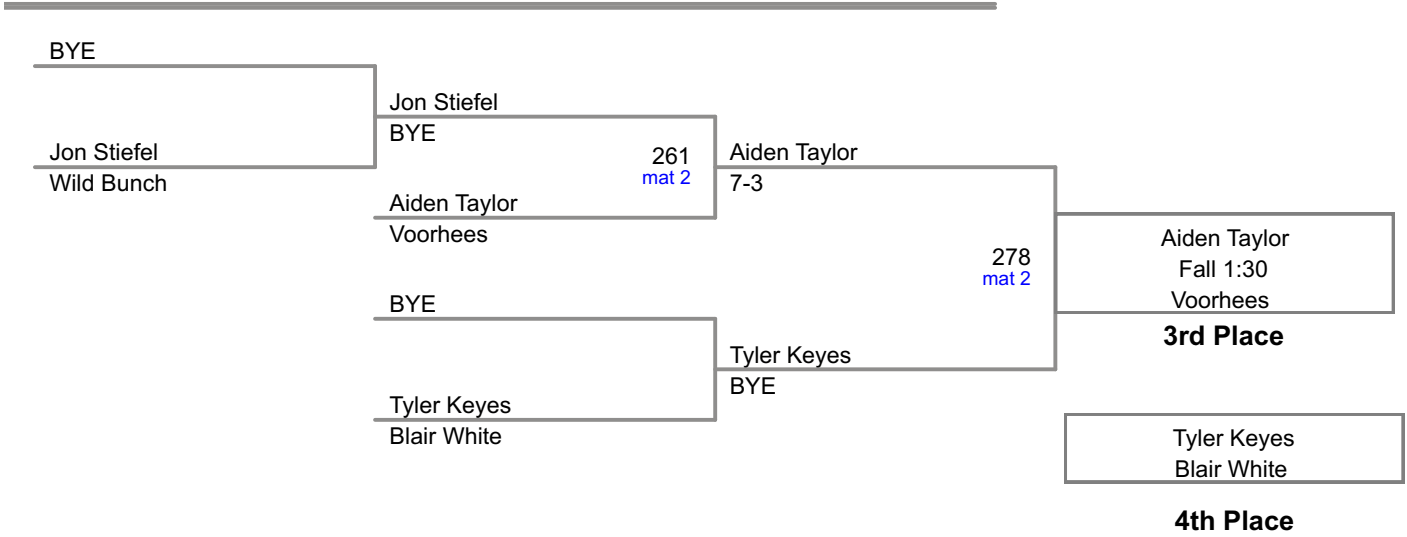 BYE
Jon Stiefel
BYE
Jon Stiefel
Wild Bunch
261
mat 2
Aiden Taylor
7-3
Aiden Taylor
Voorhees
278
mat 2
Aiden Taylor
Fall 1:30
Voorhees
3rd Place
BYE
Tyler Keyes
BYE
Tyler Keyes
Blair White
Tyler Keyes
Blair White
4th Place